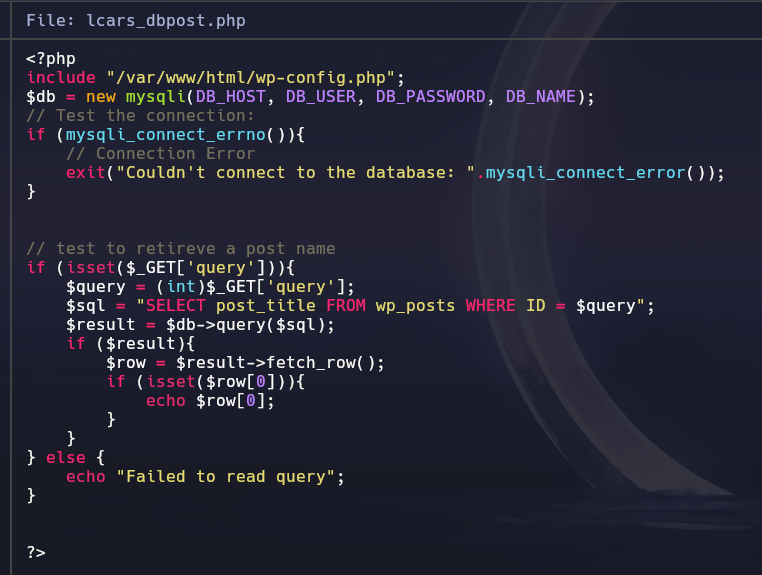 File: lcars_dbpost.php
<?php
include "/var/www/html/wp-config.php";
$db = new mysqli(DB_HOST, DB_USER, DB_PASSWORD, DB_NAME);
// Test the connection:
if (mysqli_connect_errno()){
    // Connection Error
    exit("Couldn't connect to the database: ".mysqli_connect_error());
}
// test to retireve a post name
if (isset($_GET['query'])){
    $query = (int)$_GET['query'];
    $sql = "SELECT post_title FROM wp_posts WHERE ID = $query";
    $result = $db->query($sql);
    if ($result){
        $row = $result->fetch_row();
        if (isset($row[0])){
            echo $row[0];
        }
    }
} else {
    echo "Failed to read query";
}
?>